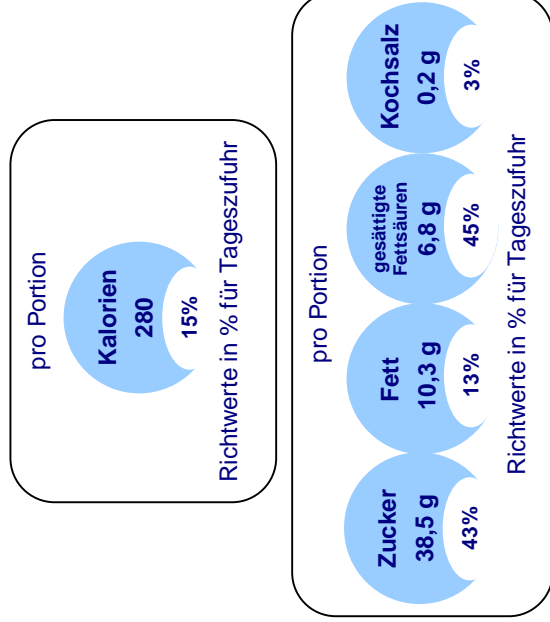 pro Portion
Kalorien
280
15%
Richtwerte in % für Tageszufuhr
pro Portion
Zucker
38,5 g
43%
Fett
10,3 g
13%
gesättigte
Fettsäuren
6,8 g
45%
Kochsalz
0,2 g
3%
Richtwerte in % für Tageszufuhr